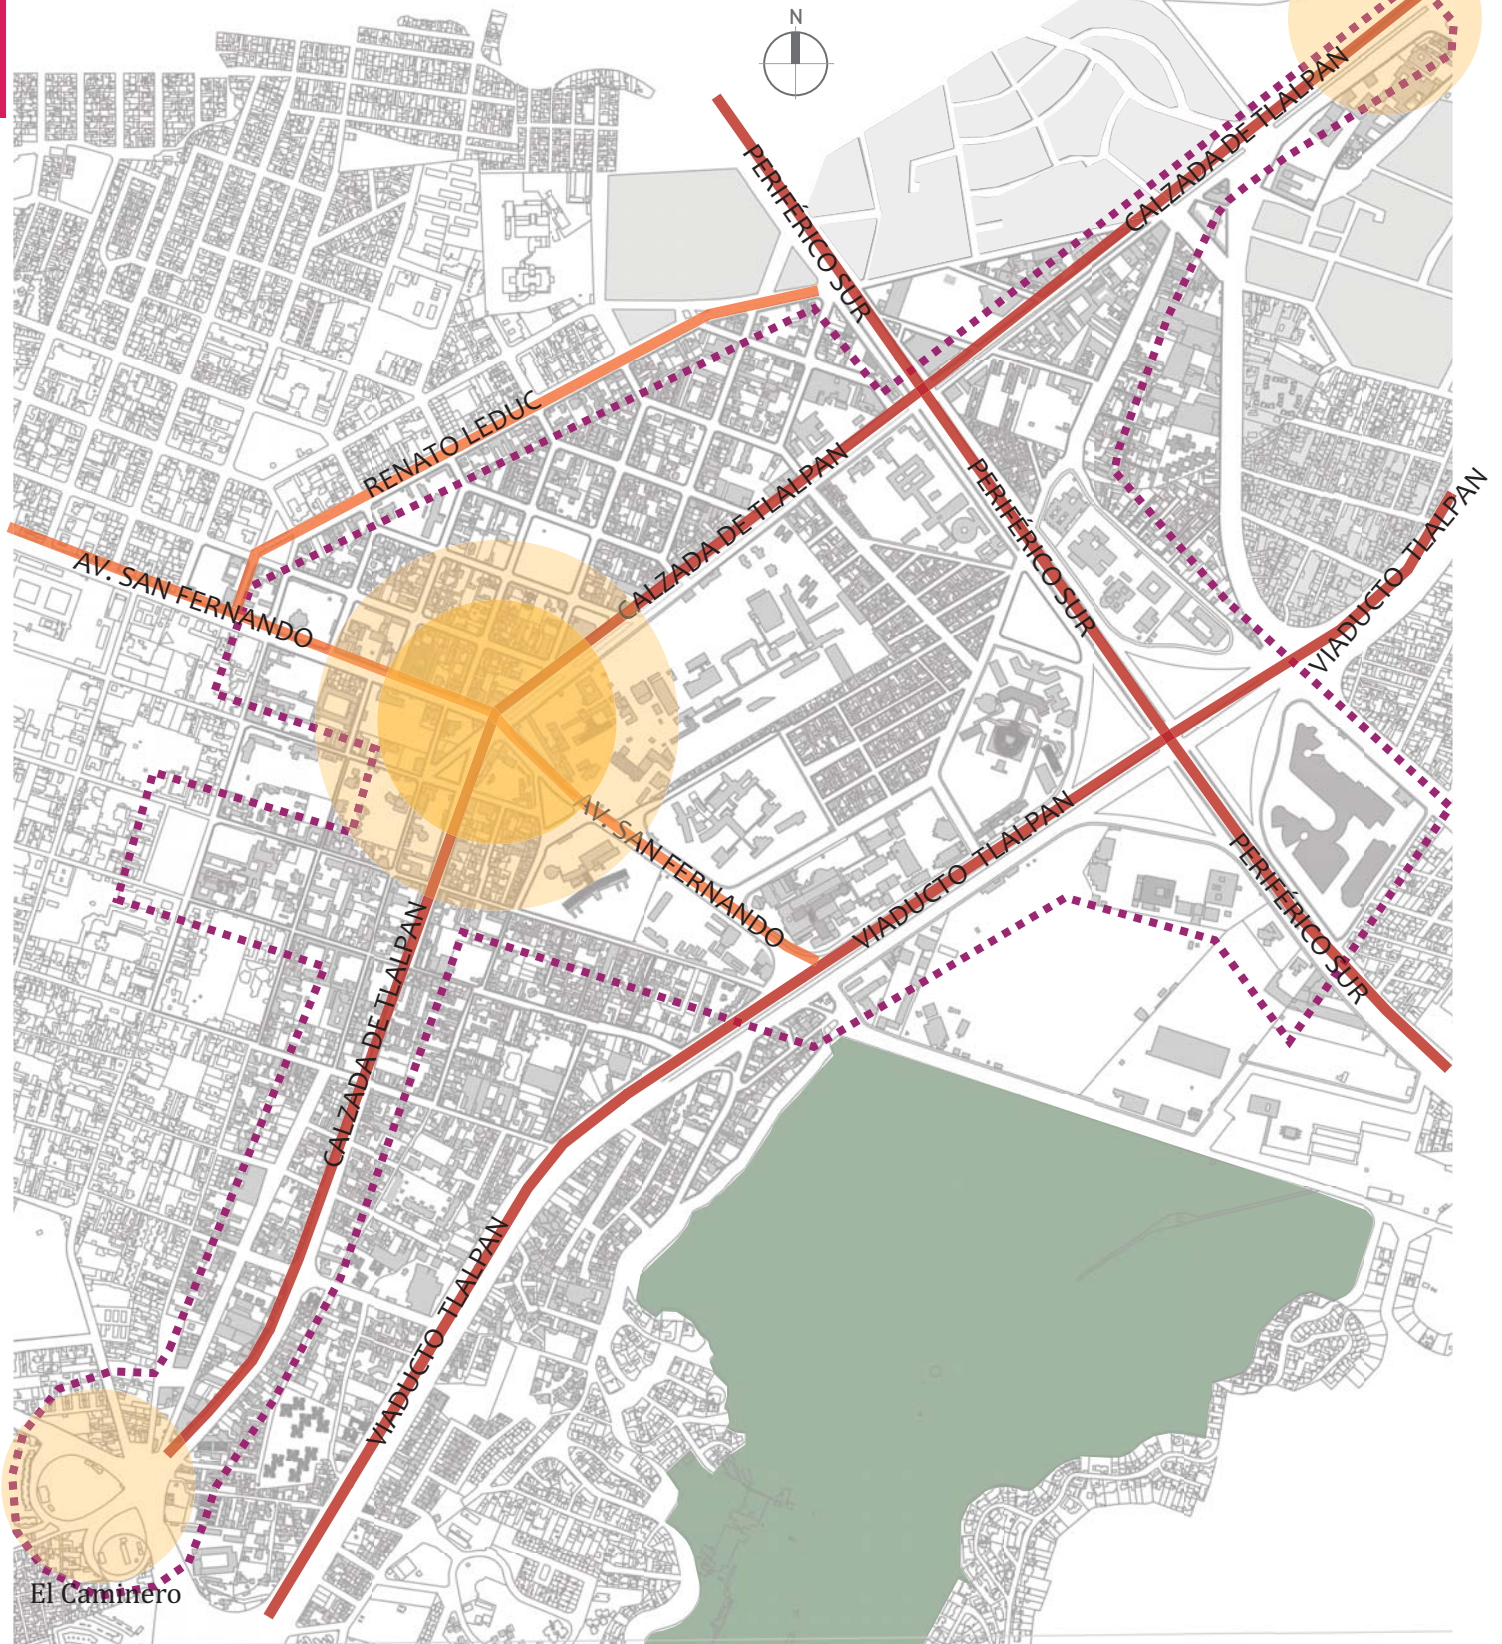 N
CALZADA DE TLALPAN
PERIFÉRICO SUR
RENATO LEDUC
CALZADA DE TLALPAN
PERIFÉRICO SUR
VIADUCTO TLALPAN
AV. SAN FERNANDO
AV. SAN FERNANDO
VIADUCTO TLALPAN
PERIFÉRICO SUR
CALZADA DE TLALPAN
VIADUCTO TLALPAN
El Caminero